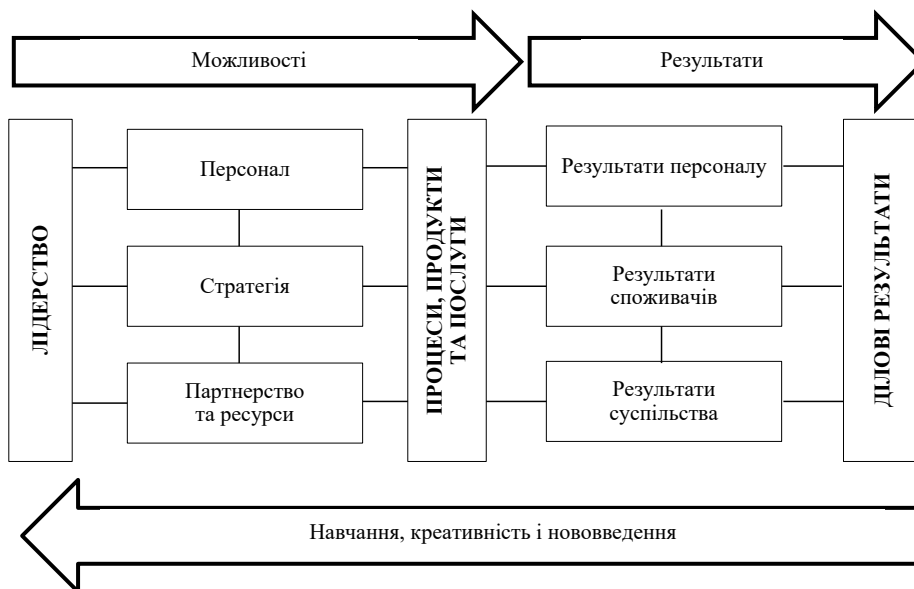 Можливості
Результати
ЛІДЕРСТВО
Персонал
Стратегія
Партнерство
та ресурси
ПРОЦЕСИ, ПРОДУКТИ
ТА ПОСЛУГИ
Результати персоналу
Результати
споживачів
Результати
суспільства
ДІЛОВІ РЕЗУЛЬТАТИ
Навчання, креативність і нововведення